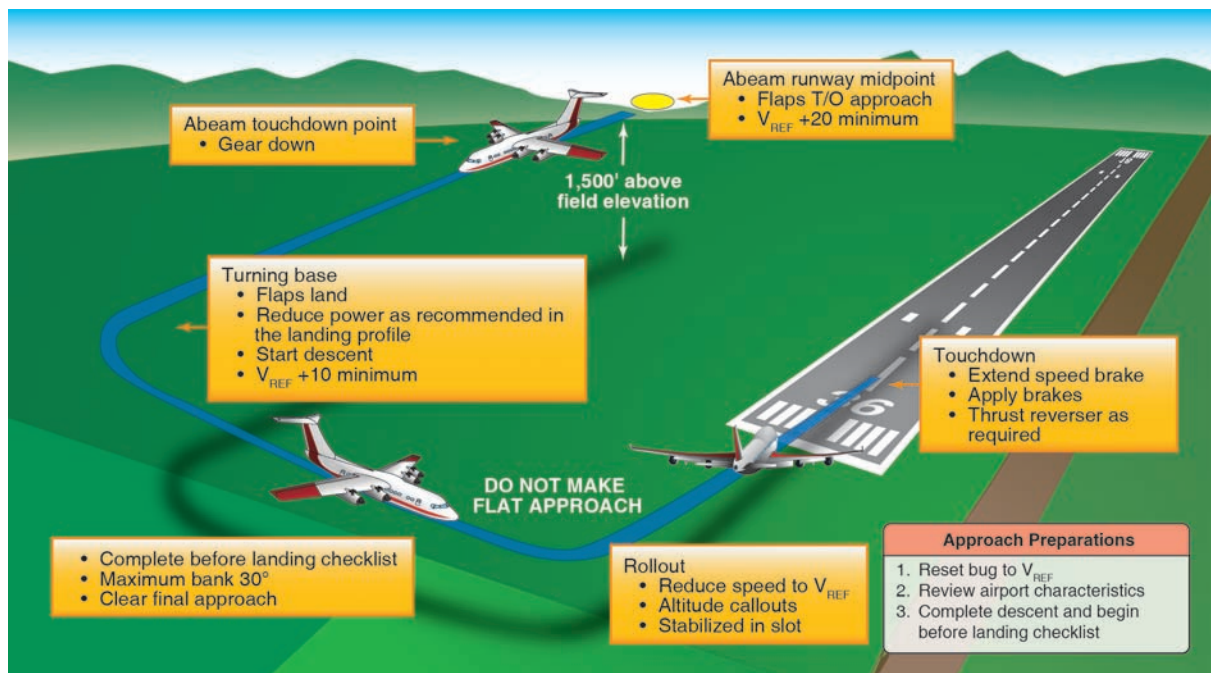 Abeam runway midpoint
• Flaps T/O approach
• VREF +20 minimum
Abeam touchdown point
• Gear down
1,500' above
field elevation
Turning base
• Flaps land
• Reduce power as recommended in
the landing profile
• Start descent
• VREF +10 minimum
Touchdown
• Extend speed brake
• Apply brakes
• Thrust reverser as
required
36
DO NOT MAKE
FLAT APPROACH
• Complete before landing checklist
• Maximum bank 30°
• Clear final approach
Rollout
• Reduce speed to VREF
• Altitude callouts
• Stabilized in slot
Approach Preparations
1. Reset bug to VREF
2. Review airport characteristics
3. Complete descent and begin
before landing checklist